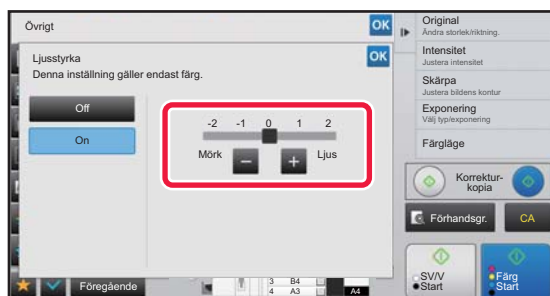 Övrigt
OK
Ljusstyrka
OK
Denna inställning gäller endast färg.
Off
On
-2 -1 0 1 2
Mörk
Ljus
Föregående
3 B4
4 A3
A4
Original
Ändra storlek/riktning.
Intensitet
Justera intensitet
Skärpa
Justera bildens kontur
Exponering
Välj typ/exponering
Färgläge
Korrektur-
kopia
Förhandsgr.
CA
SV/V
Start
Färg
Start